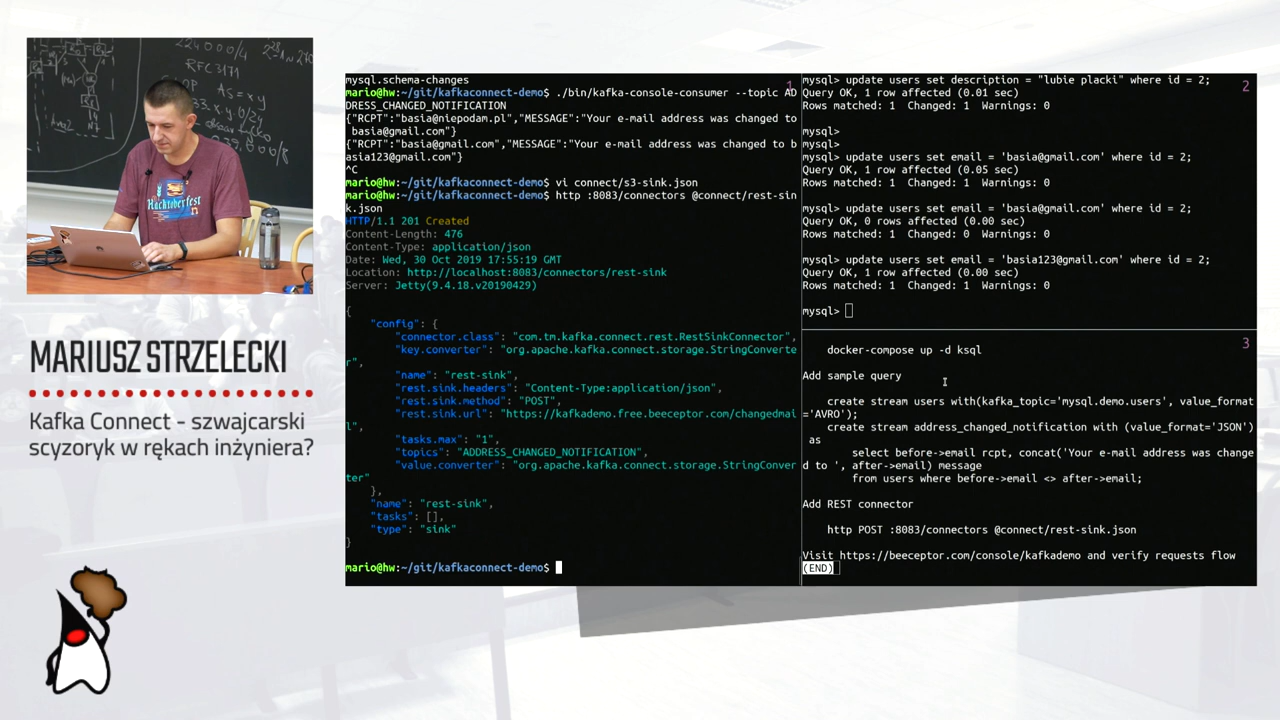 224 000/4
RFC 3171
AS = x y
Hacktoberfest
MARIUSZ STRZELECKI
Kafka Connect - szwajcarski
scyzoryk w rękach inżyniera?
mysql.schema-changes
1
mario@hw:~/git/kafkaconnect-demo$ ./bin/kafka-console-consumer --topic AD
DRESS_CHANGED_NOTIFICATION
{"RCPT":"basia@niepodam.pl","MESSAGE":"Your e-mail address was changed to
 basia@gmail.com"}
{"RCPT":"basia@gmail.com","MESSAGE":"Your e-mail address was changed to b
asia123@gmail.com"}
^C
mario@hw:~/git/kafkaconnect-demo$ vi connect/s3-sink.json
mario@hw:~/git/kafkaconnect-demo$ http :8083/connectors @connect/rest-sin
k.json
HTTP/1.1 201 Created
Content-Length: 476
Content-Type: application/json
Date: Wed, 30 Oct 2019 17:55:19 GMT
Location: http://localhost:8083/connectors/rest-sink
Server: Jetty(9.4.18.v20190429)
{
"config": {
"connector.class": "com.tm.kafka.connect.rest.RestSinkConnector",
"key.converter": "org.apache.kafka.connect.storage.StringConverte
r",
"name": "rest-sink",
"rest.sink.headers": "Content-Type:application/json",
"rest.sink.method": "POST",
"rest.sink.url": "https://kafkademo.free.beeceptor.com/changedmai
l",
"tasks.max": "1",
"topics": "ADDRESS_CHANGED_NOTIFICATION",
"value.converter": "org.apache.kafka.connect.storage.StringConver
ter"
},
"name": "rest-sink",
"tasks": [],
"type": "sink"
}
mario@hw:~/git/kafkaconnect-demo$
mysql> update users set description = "lubie placki" where id = 2;
2
Query OK, 1 row affected (0.01 sec)
Rows matched: 1  Changed: 1  Warnings: 0
mysql>
mysql>
mysql> update users set email = 'basia@gmail.com' where id = 2;
Query OK, 1 row affected (0.05 sec)
Rows matched: 1  Changed: 1  Warnings: 0
mysql> update users set email = 'basia@gmail.com' where id = 2;
Query OK, 0 rows affected (0.00 sec)
Rows matched: 1  Changed: 0  Warnings: 0
mysql> update users set email = 'basia123@gmail.com' where id = 2;
Query OK, 1 row affected (0.00 sec)
Rows matched: 1  Changed: 1  Warnings: 0
mysql>
3
docker-compose up -d ksql
Add sample query
create stream users with(kafka_topic='mysql.demo.users', value_format
='AVRO');
create stream address_changed_notification with (value_format='JSON')
 as
select before->email rcpt, concat('Your e-mail address was change
d to ', after->email) message
from users where before->email <> after->email;
Add REST connector
http POST :8083/connectors @connect/rest-sink.json
Visit https://beeceptor.com/console/kafkademo and verify requests flow
(END)